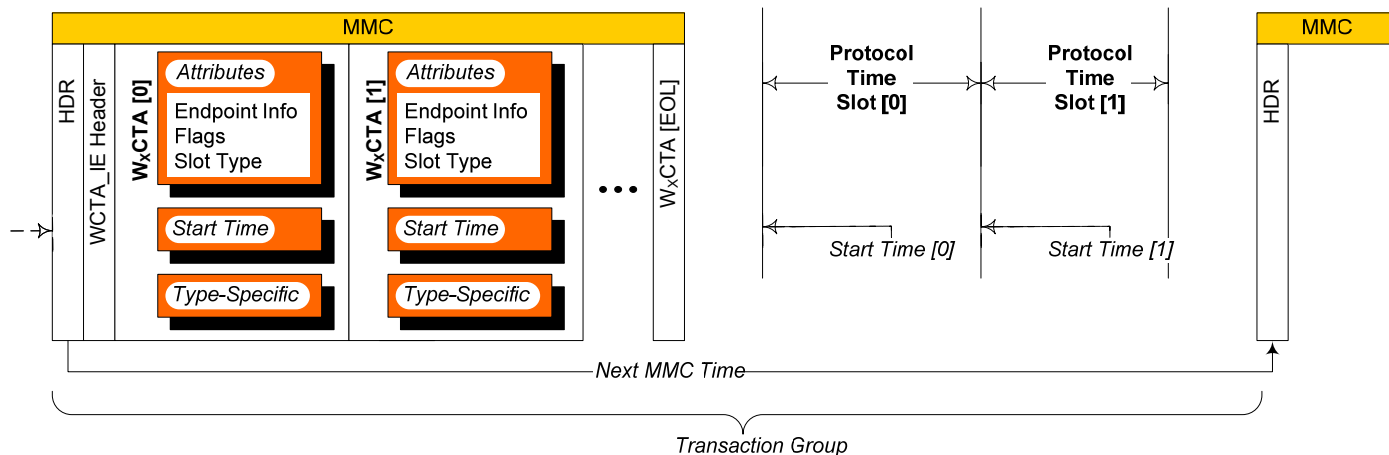 MMC
HDR
WCTA_IE Header
WxCTA [0]
Attributes
Endpoint Info
Flags
Slot Type
Start Time
Type-Specific
WxCTA [1]
Attributes
Endpoint Info
Flags
Slot Type
Start Time
Type-Specific
...
WxCTA [EOL]
Protocol
Time
Slot [0]
Protocol
Time
Slot [1]
Start Time [0]
Start Time [1]
MMC
HDR
Next MMC Time
Transaction Group